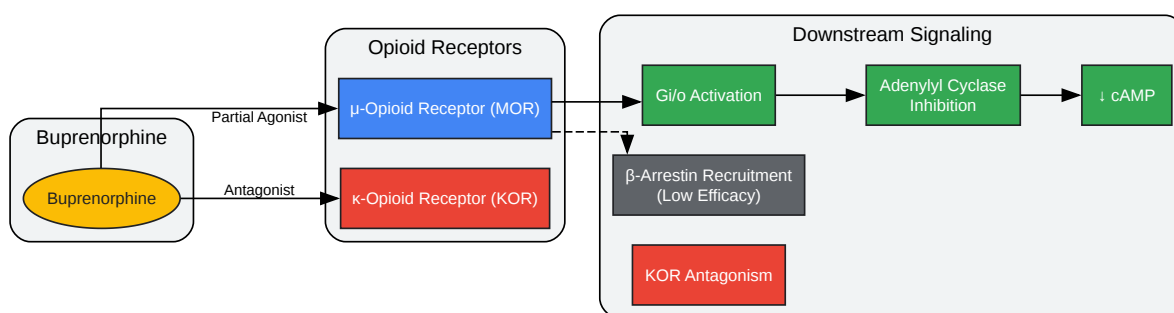 Opioid Receptors
Downstream Signaling
μ-Opioid Receptor (MOR)
Gi/o Activation
Adenylyl Cyclase
Inhibition
↓ cAMP
Partial Agonist
Buprenorphine
β-Arrestin Recruitment
(Low Efficacy)
Buprenorphine
Antagonist
κ-Opioid Receptor (KOR)
KOR Antagonism